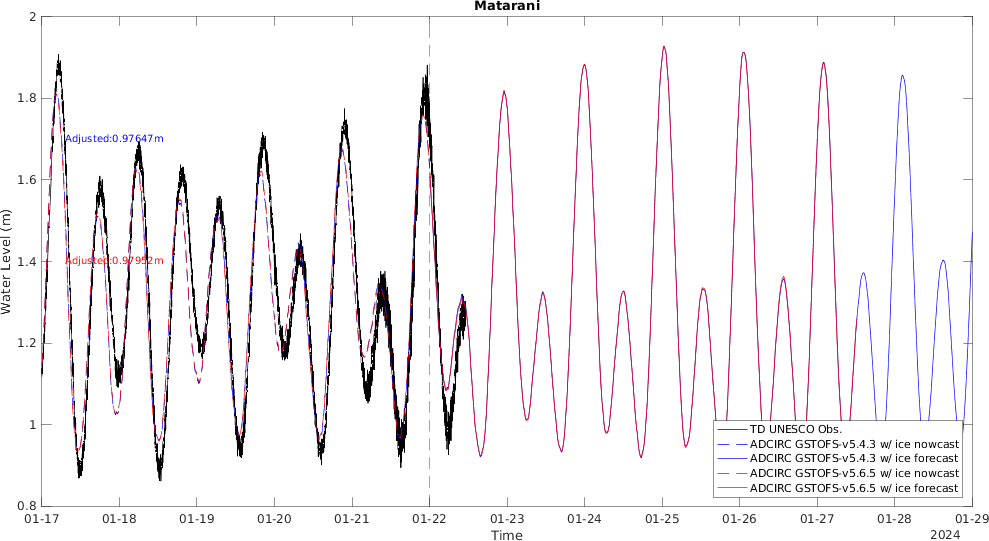 Matarani
2
1.8
1.6
1.4
1.2
1
0.8
Water Level (m)
Adjusted:0.97647m
Adjusted:0.97952m
TD UNESCO Obs.
ADCIRC GSTOFS-v5.4.3 w/ ice nowcast
ADCIRC GSTOFS-v5.4.3 w/ ice forecast
ADCIRC GSTOFS-v5.6.5 w/ ice nowcast
ADCIRC GSTOFS-v5.6.5 w/ ice forecast
01-17 01-18 01-19 01-20 01-21 01-22 01-23 01-24 01-25 01-26 01-27 01-28 01-29
Time
2024